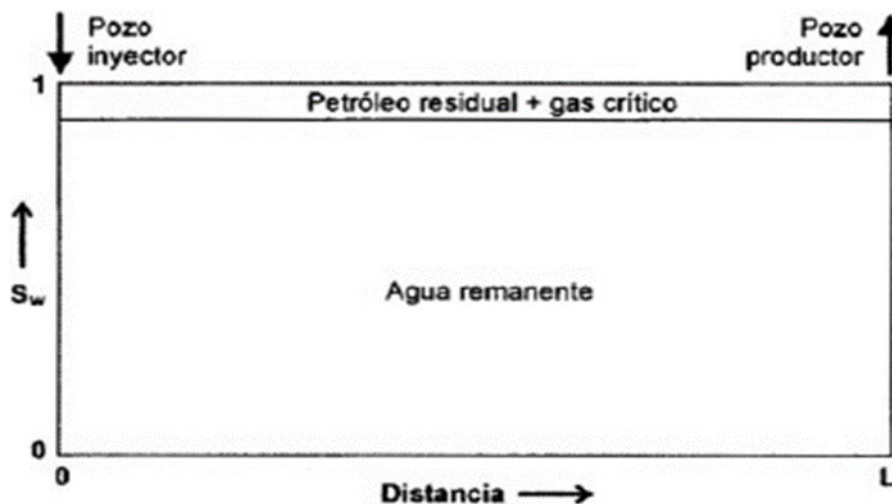 Pozo
inyector
Pozo
productor
1
Petróleo residual + gas crítico
Sw
Agua remanente
0
0
L
Distancia